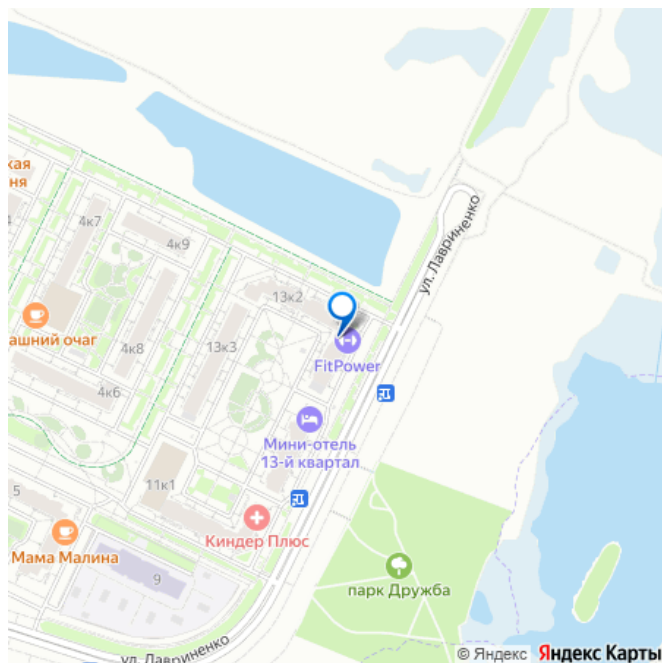 кая
ня
4
4к7
4к9
ул. Лавриненко
13к2
ашний очаг
4к8
13к3
FitPower
4к6
Мини-отель
13-й квартал
11к1
5
Киндер Плюс
Мама Малина
9
парк Дружба
ул. Лавриненко
© Яндекс Яндекс Карты